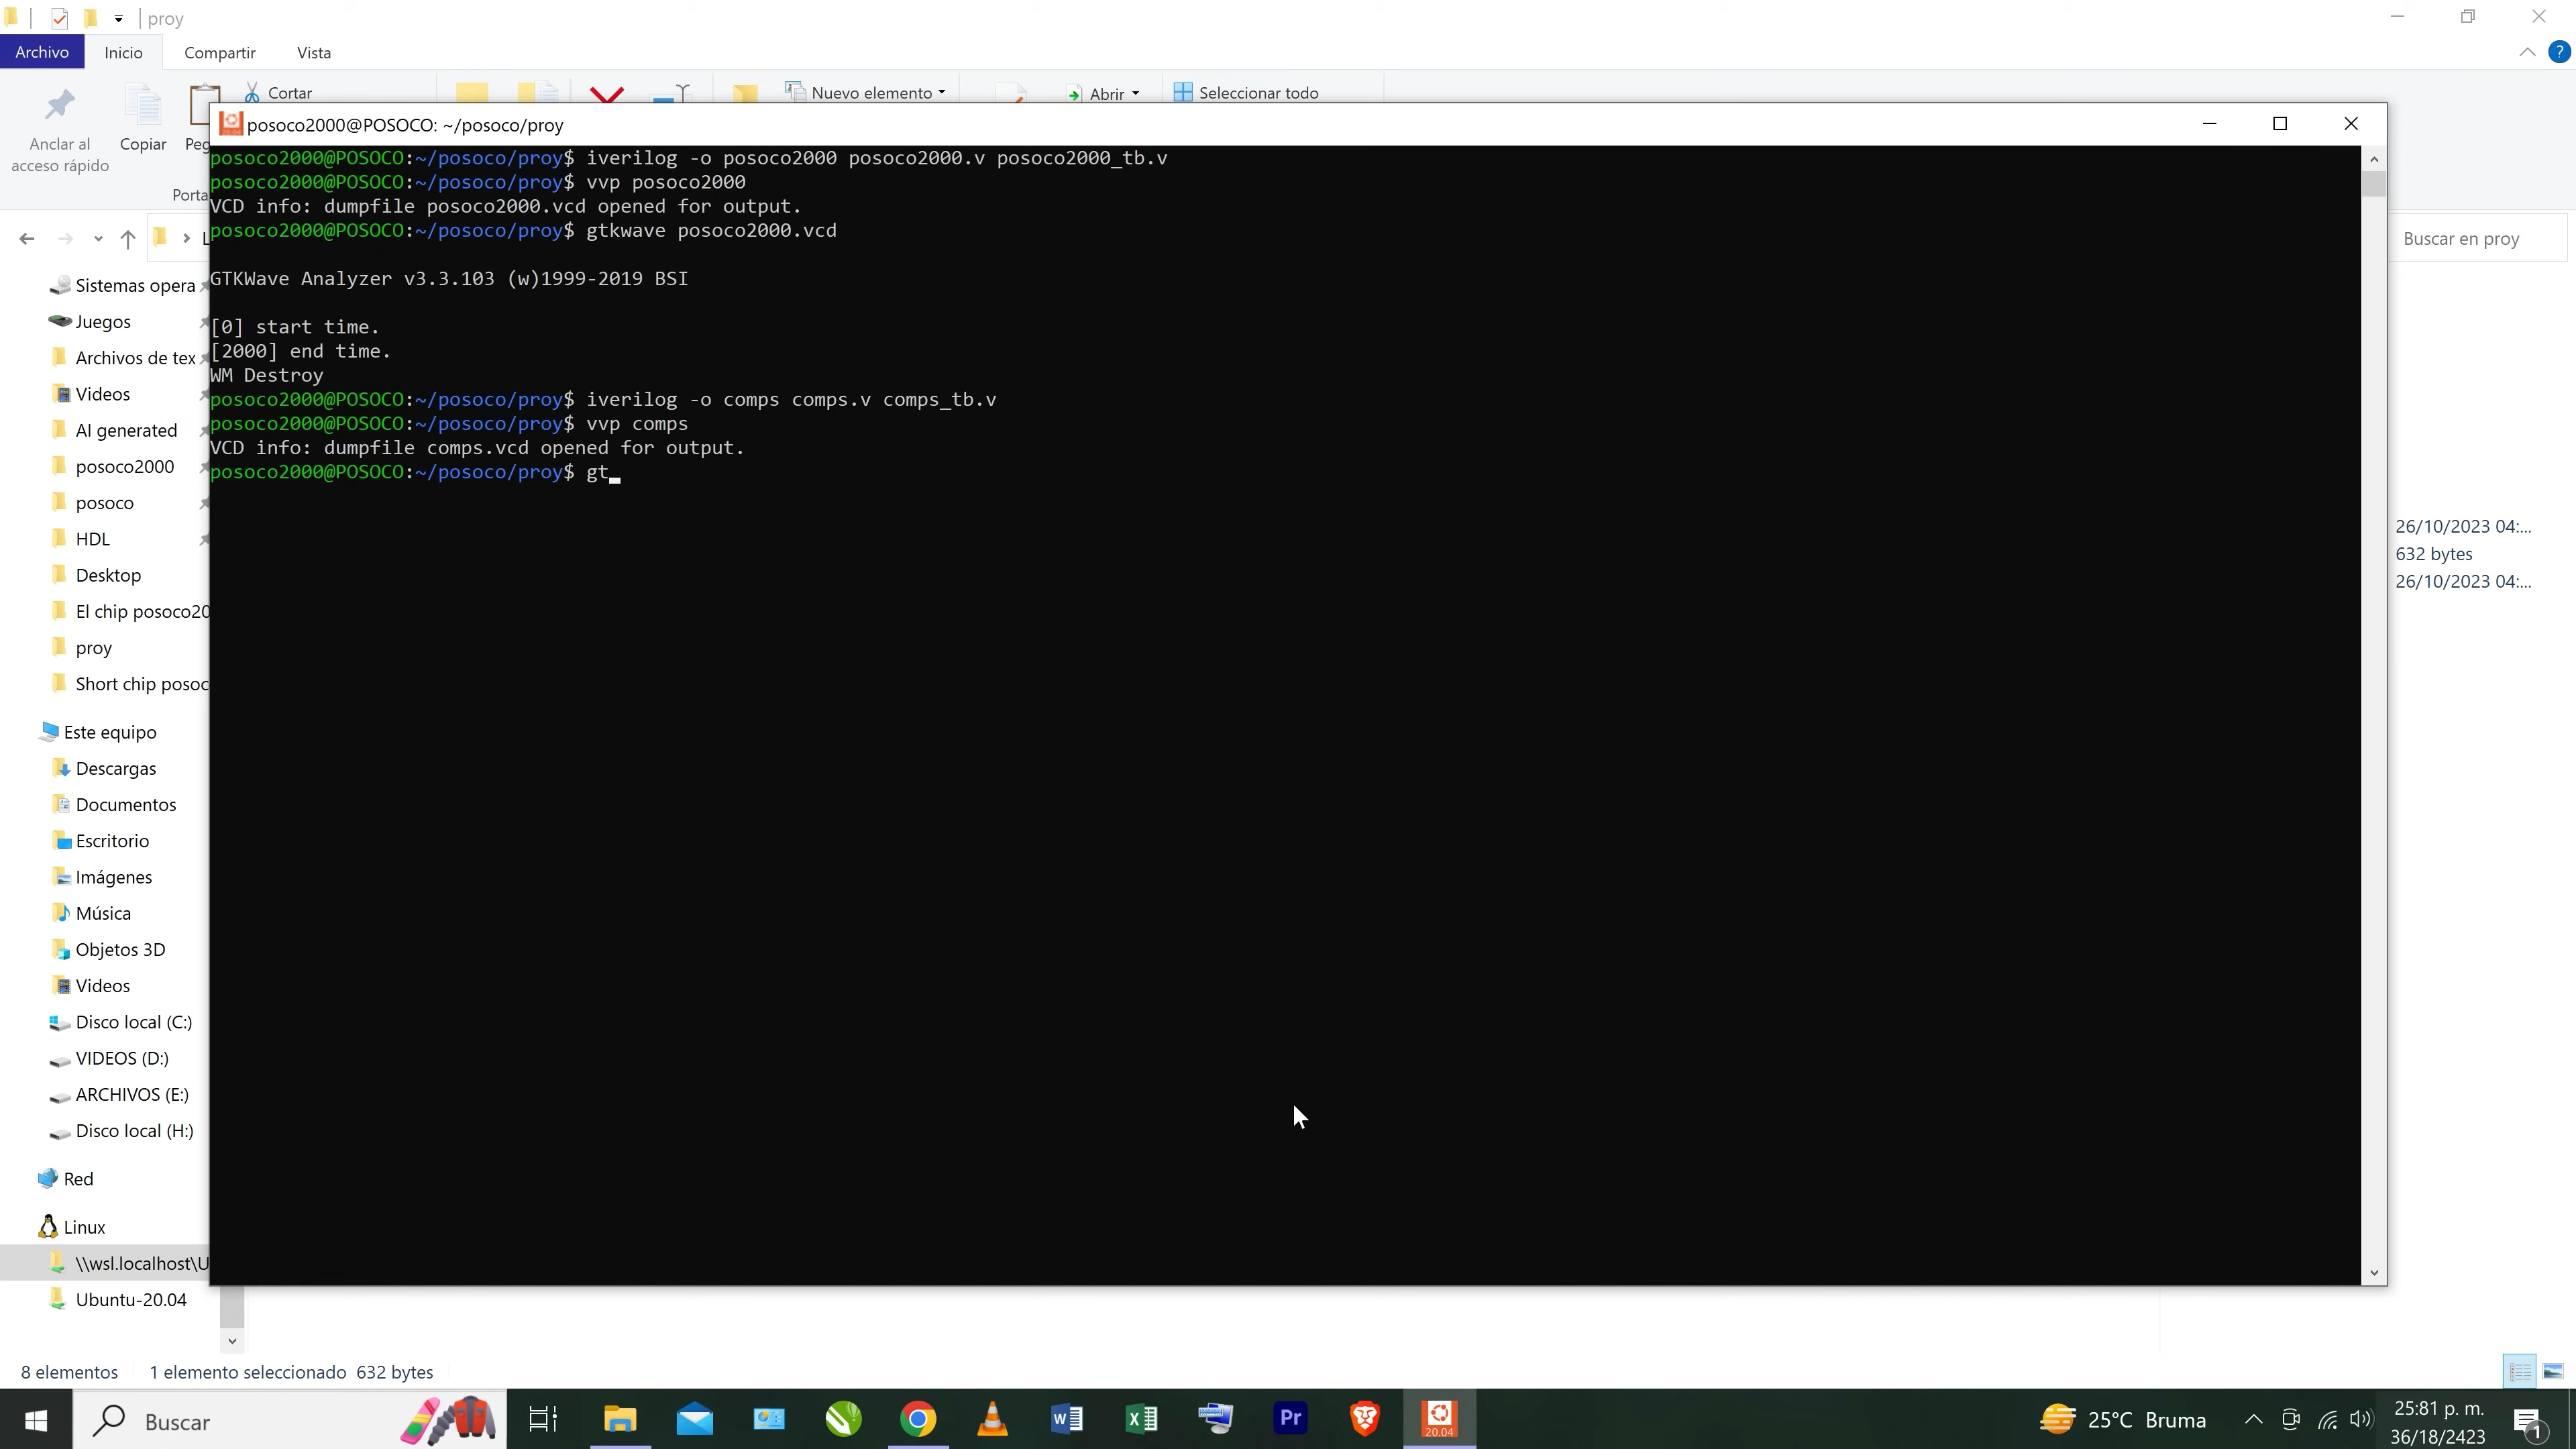 proy
Archivo Inicio Compartir Vista
Cortar Nuevo elemento Abrir Seleccionar todo
Anclar al
acceso rápido
Copiar
posoco2000@POSOCO: ~/posoco/proy
posoco2000@POSOCO:~/posoco/proy$ iverilog -o posoco2000 posoco2000.v posoco2000_tb.v
posoco2000@POSOCO:~/posoco/proy$ vvp posoco2000
VCD info: dumpfile posoco2000.vcd opened for output.
posoco2000@POSOCO:~/posoco/proy$ gtkwave posoco2000.vcd
GTKWave Analyzer v3.3.103 (w)1999-2019 BSI
[0] start time.
[2000] end time.
WM Destroy
posoco2000@POSOCO:~/posoco/proy$ iverilog -o comps comps.v comps_tb.v
posoco2000@POSOCO:~/posoco/proy$ vvp comps
VCD info: dumpfile comps.vcd opened for output.
posoco2000@POSOCO:~/posoco/proy$ gt
Buscar en proy
Sistemas opera
Juegos
Archivos de tex
Videos
AI generated
posoco2000
posoco
HDL
Desktop
El chip posoco20
proy
Short chip posoc
Este equipo
Descargas
Documentos
Escritorio
Imágenes
Música
Objetos 3D
Videos
Disco local (C:)
VIDEOS (D:)
ARCHIVOS (E:)
Disco local (H:)
Red
Linux
\\wsl.localhost\U
Ubuntu-20.04
26/10/2023 04:...
632 bytes
26/10/2023 04:...
8 elementos 1 elemento seleccionado 632 bytes
Buscar
Pr
20.04
25°C Bruma
25:81 p. m.
36/18/2423
1